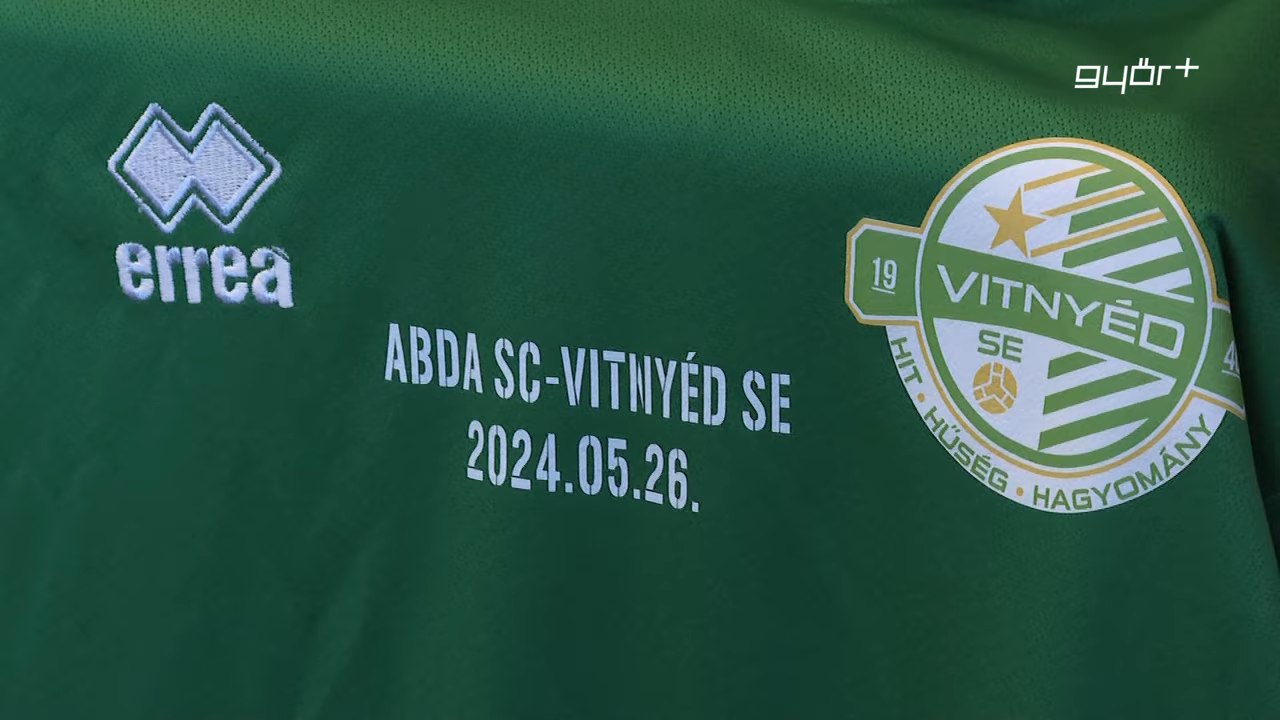 győr+
errea
19
VITNYÉD
SE
HIT • HŰSÉG • HAGYOMÁNY
ABDA SC-VITNYÉD SE
2024.05.26.